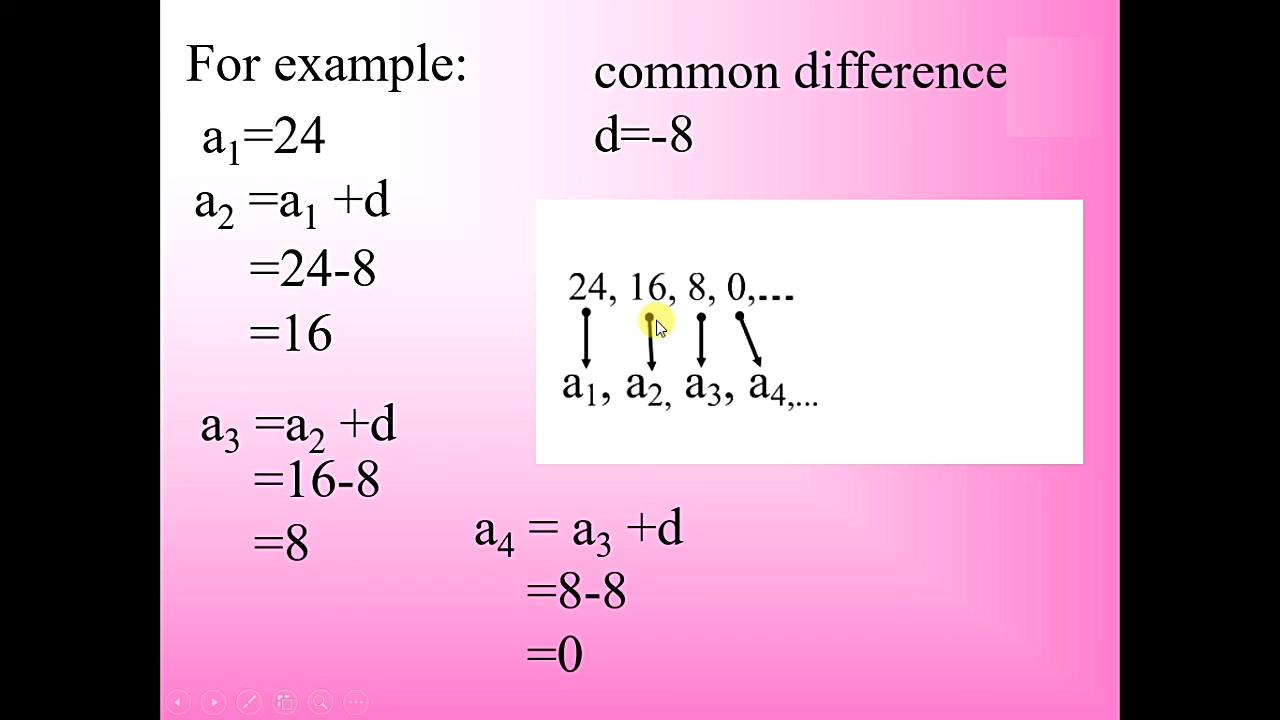 For example:
a₁=24
a₂ =a₁ +d
=24-8
=16
a₃ =a₂ +d
=16-8
=8
common difference
d=-8
24, 16, 8, 0,...
a₁, a₂, a₃, a₄,...
a₄ = a₃ +d
=8-8
=0